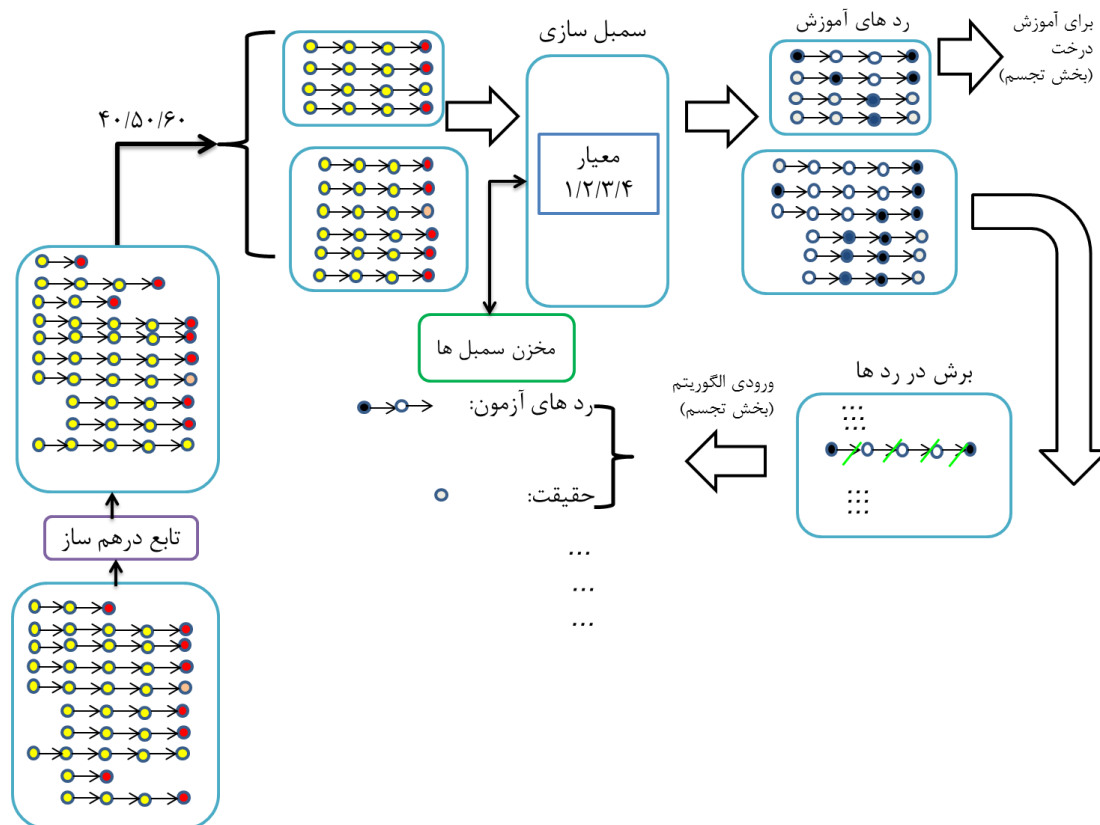 سمبل سازی
رد های آموزش
برای آموزش
درخت
(بخش تجسم)
۴۰/۵۰/۶۰
معیار
۱/۲/۳/۴
مخزن سمبل ها
برش در رد ها
ورودی الگوریتم
(بخش تجسم)
رد های آزمون:
حقیقت:
...
...
...
تابع درهم ساز